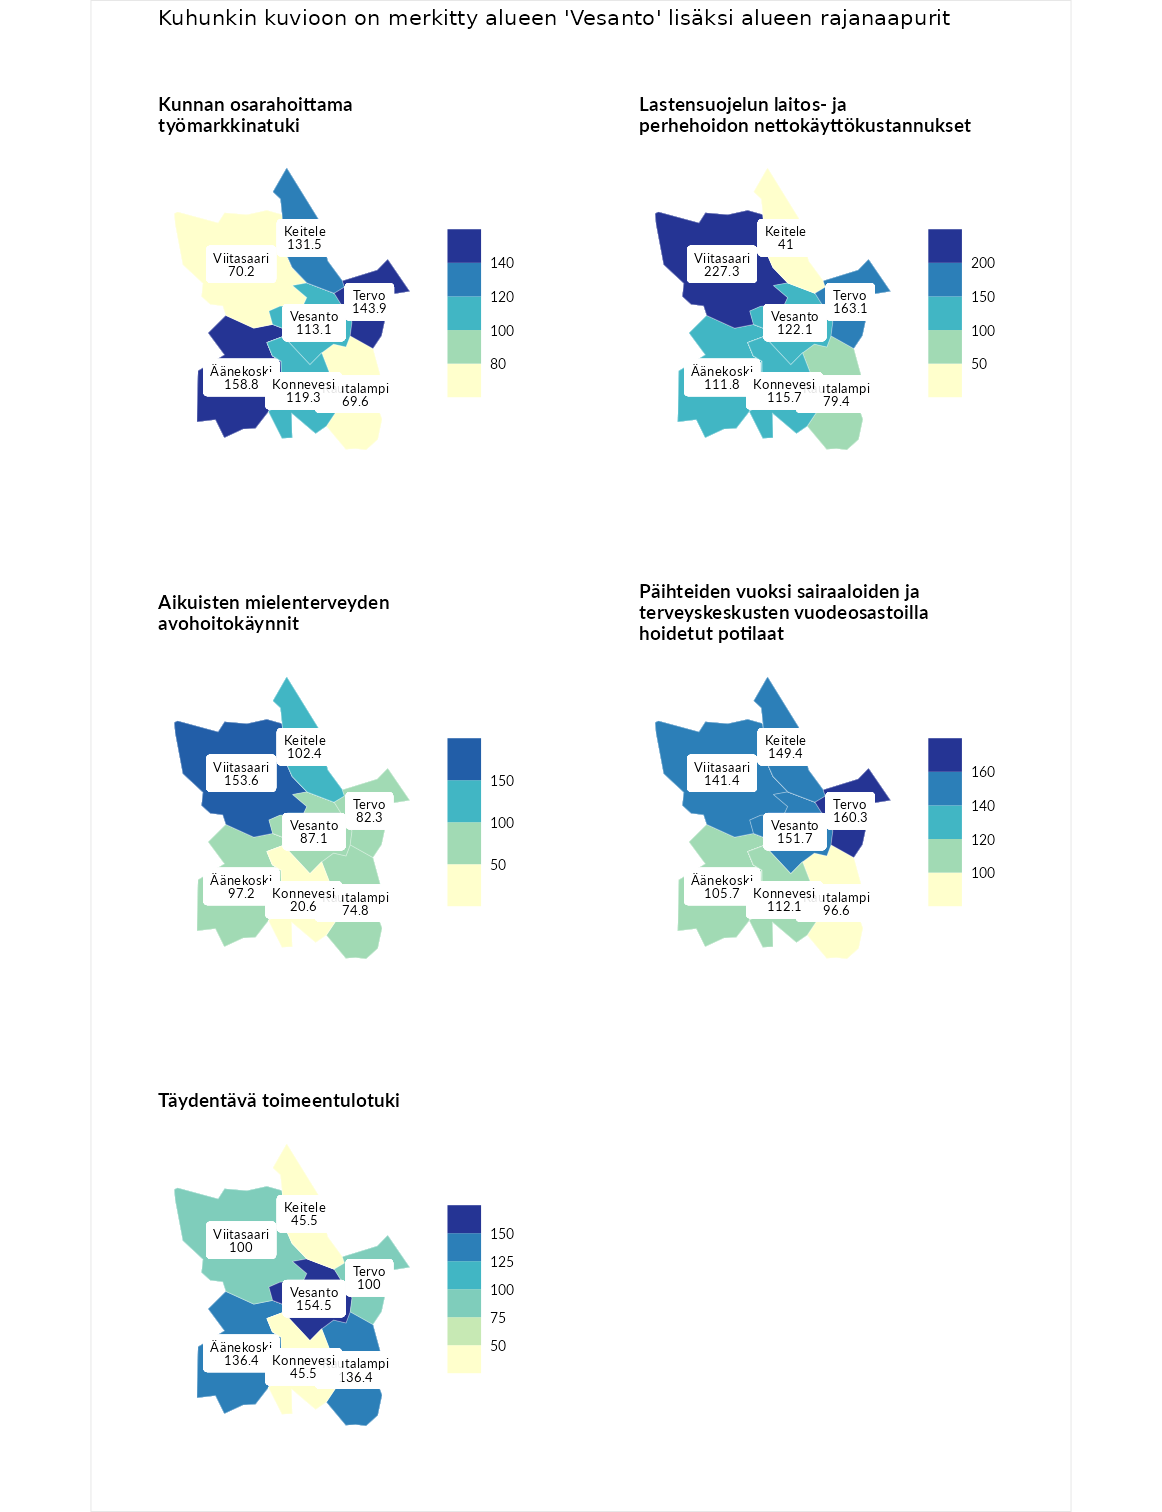 Kuhunkin kuvioon on merkitty alueen 'Vesanto' lisäksi alueen rajanaapurit
Kunnan osarahoittama
työmarkkinatuki
Keitele
131.5
Viitasaari
70.2
Tervo
143.9
Vesanto
113.1
Äänekoski
158.8
Konnevesi
119.3
utalampi
69.6
140
120
100
80
Lastensuojelun laitos- ja
perhehoidon nettokäyttökustannukset
Keitele
41
Viitasaari
227.3
Tervo
163.1
Vesanto
122.1
Äänekoski
111.8
Konnevesi
115.7
utalampi
79.4
200
150
100
50
Aikuisten mielenterveyden
avohoitokäynnit
Keitele
102.4
Viitasaari
153.6
Tervo
82.3
Vesanto
87.1
Äänekoski
97.2
Konnevesi
20.6
utalampi
74.8
150
100
50
Päihteiden vuoksi sairaaloiden ja
terveyskeskusten vuodeosastoilla
hoidetut potilaat
Keitele
149.4
Viitasaari
141.4
Tervo
160.3
Vesanto
151.7
Äänekoski
105.7
Konnevesi
112.1
utalampi
96.6
160
140
120
100
Täydentävä toimeentulotuki
Keitele
45.5
Viitasaari
100
Tervo
100
Vesanto
154.5
Äänekoski
136.4
Konnevesi
45.5
utalampi
136.4
150
125
100
75
50